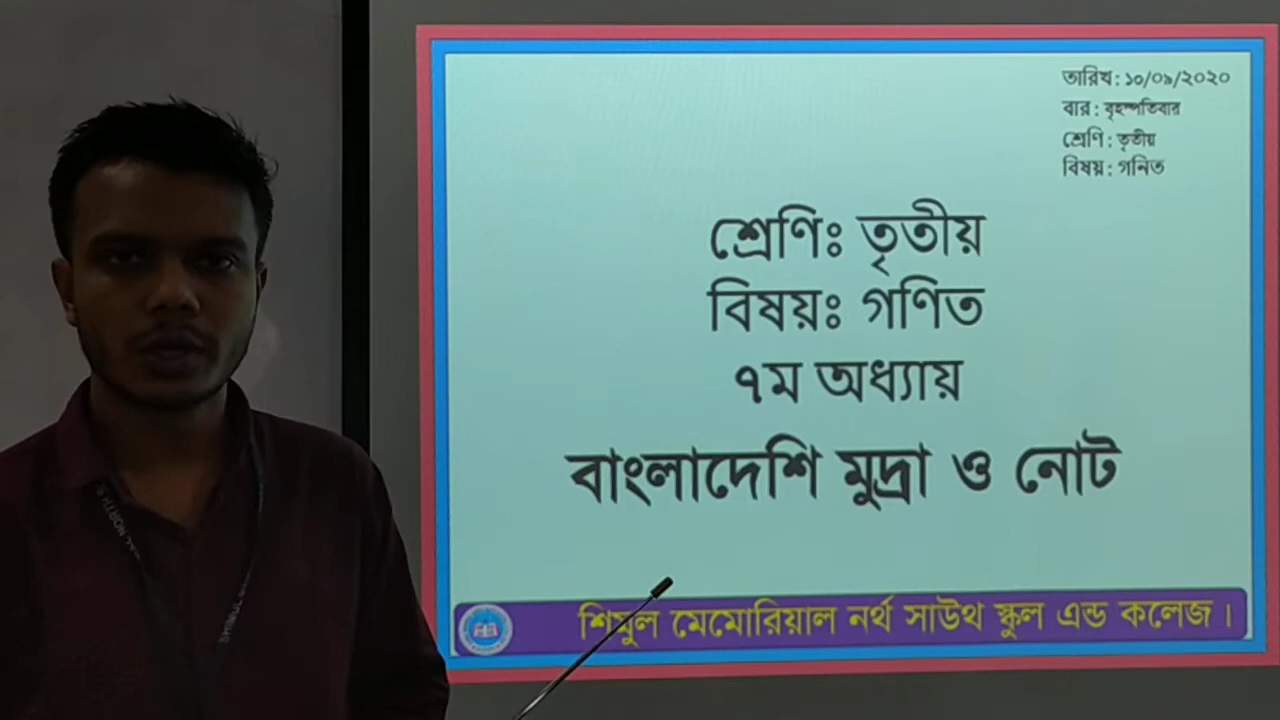 তারিখ : ১০/০৯/২০২০
বার : বৃহস্পতিবার
শ্রেণি : তৃতীয়
বিষয় : গনিত
শ্রেণিঃ তৃতীয়
বিষয়ঃ গণিত
৭ম অধ্যায়
বাংলাদেশি মুদ্রা ও নোট
শিমুল মেমোরিয়াল নর্থ সাউথ স্কুল এন্ড কলেজ ।